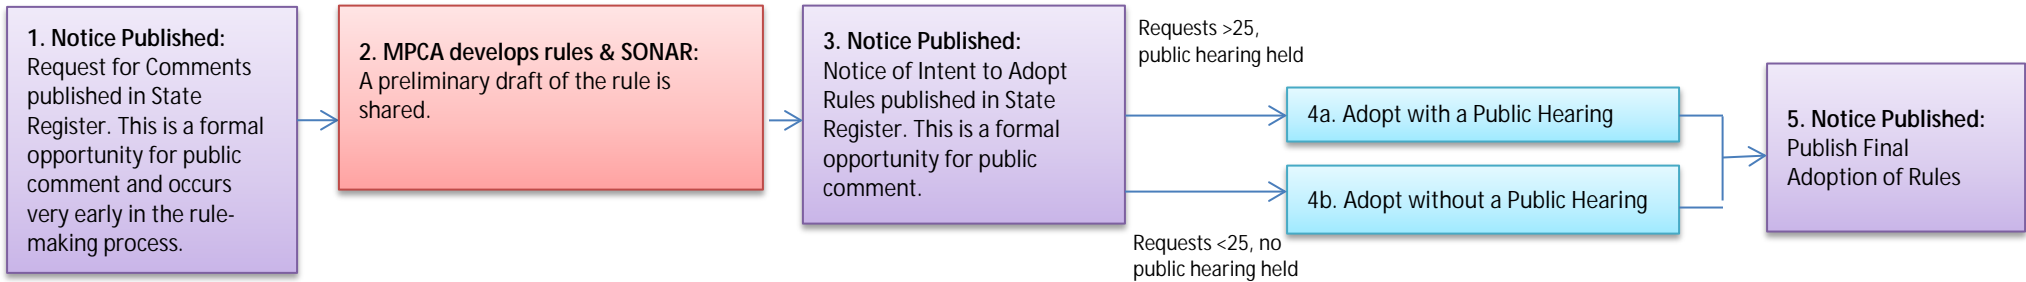 1. Notice Published:
Request for Comments
published in State
Register. This is a formal
opportunity for public
comment and occurs
very early in the rule-
making process.
2. MPCA develops rules & SONAR:
A preliminary draft of the rule is
shared.
3. Notice Published:
Notice of Intent to Adopt
Rules published in State
Register. This is a formal
opportunity for public
comment.
Requests >25,
public hearing held
4a. Adopt with a Public Hearing
4b. Adopt without a Public Hearing
Requests <25, no
public hearing held
5. Notice Published:
Publish Final
Adoption of Rules